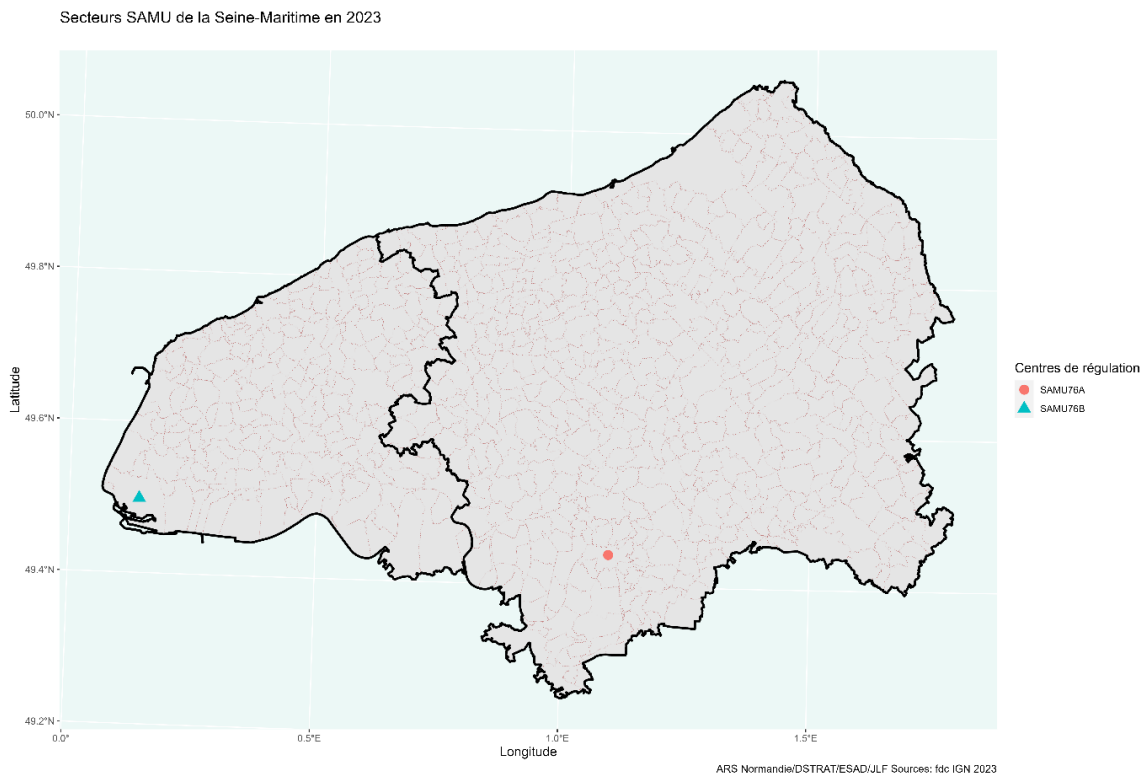 Secteurs SAMU de la Seine-Maritime en 2023
50.0°N
49.8°N
49.6°N
49.4°N
49.2°N
Latitude
0.0°
0.5°E
1.0°E
1.5°E
Longitude
Centres de régulation
SAMU76A
SAMU76B
ARS Normandie/DSTRAT/ESAD/JLF Sources: fdc IGN 2023